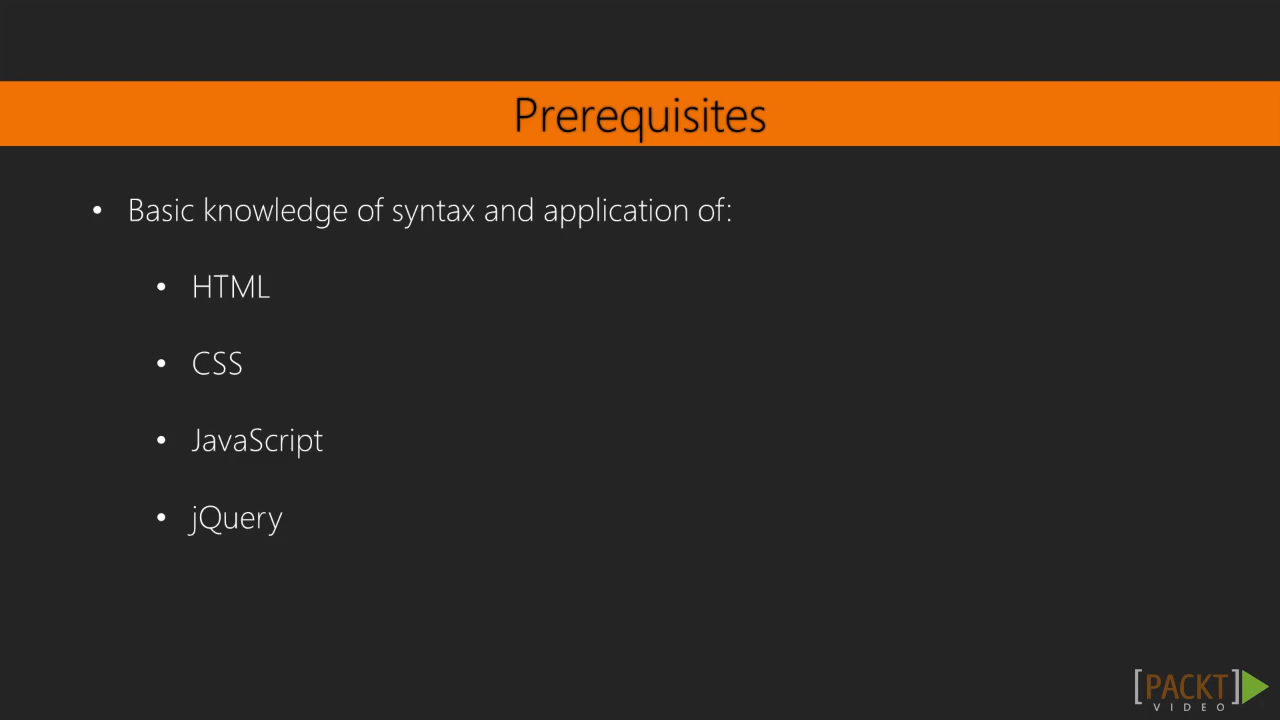 Prerequisites
• Basic knowledge of syntax and application of:
• HTML
• CSS
• JavaScript
• jQuery
[PACKT]
VIDEO